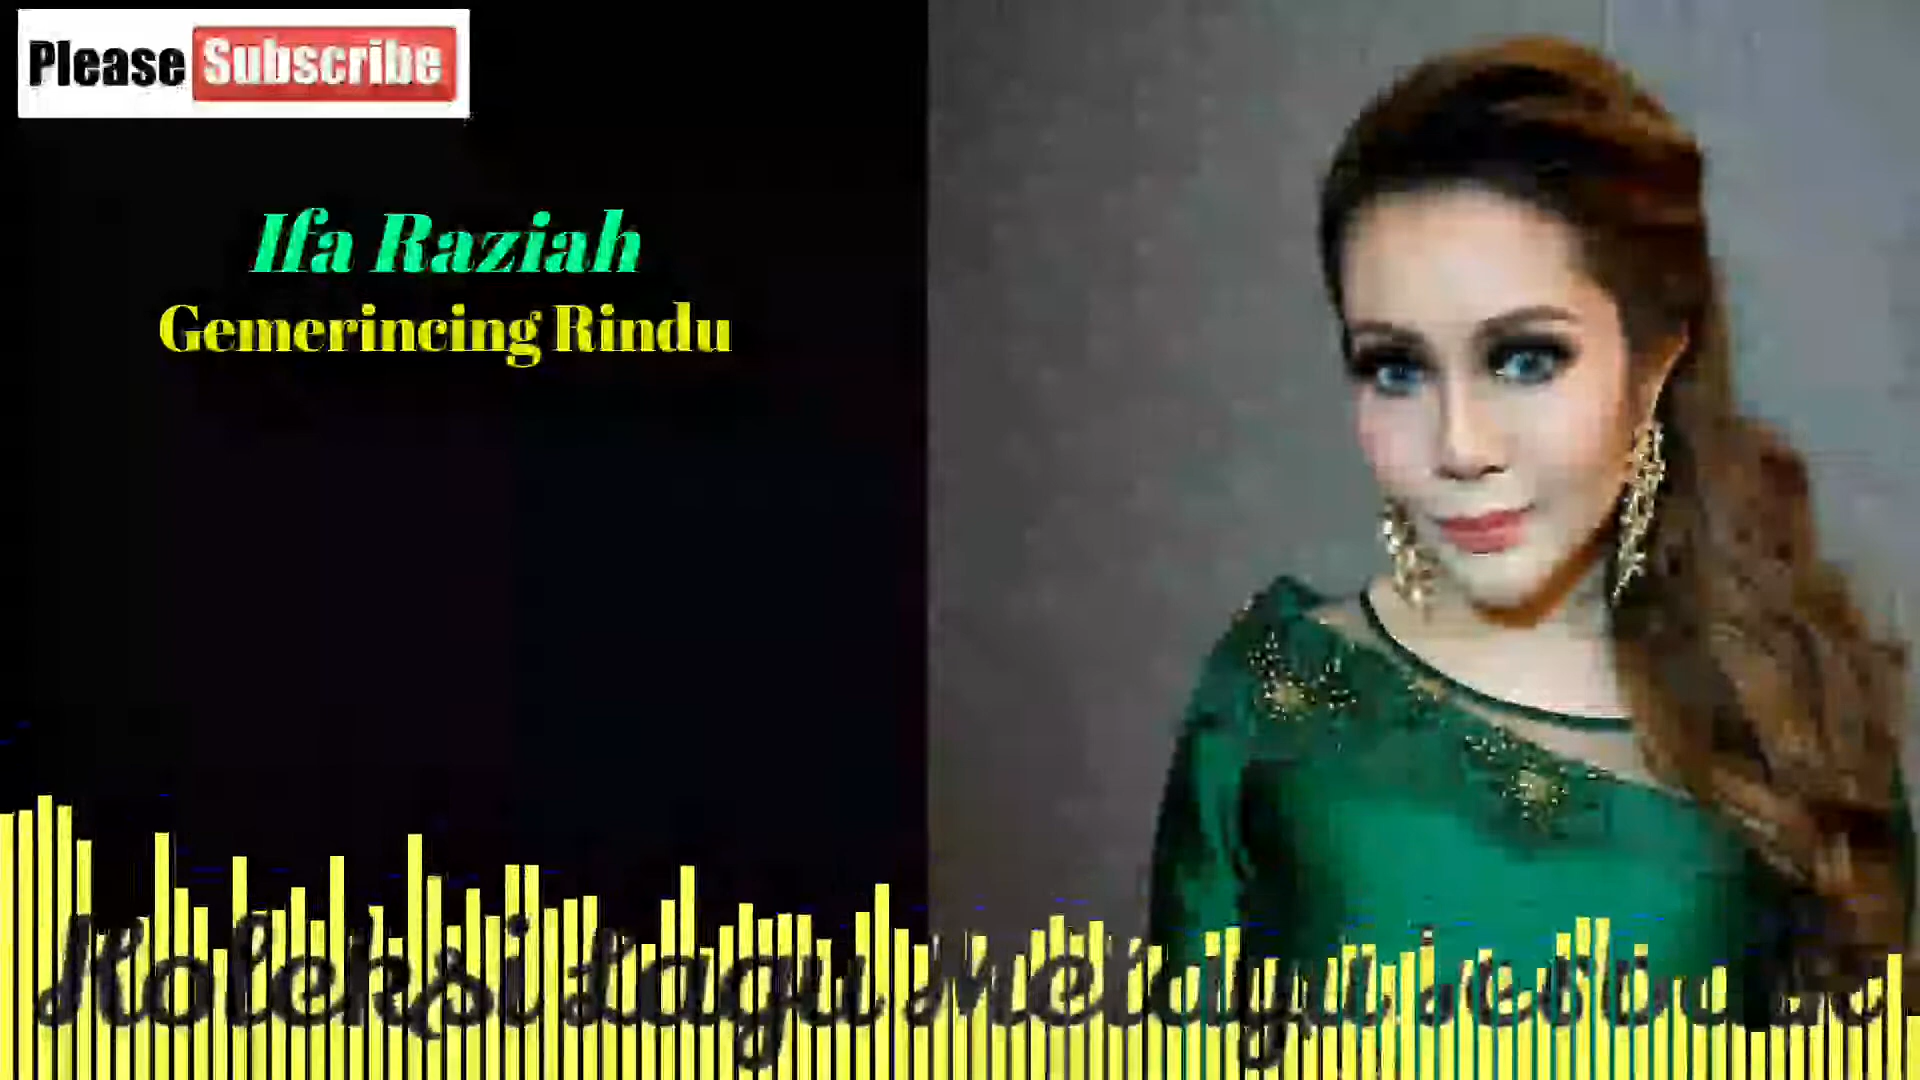 Please Subscribe
Ifa Raziah
Gemerincing Rindu
Koleksi Lagu Melayu